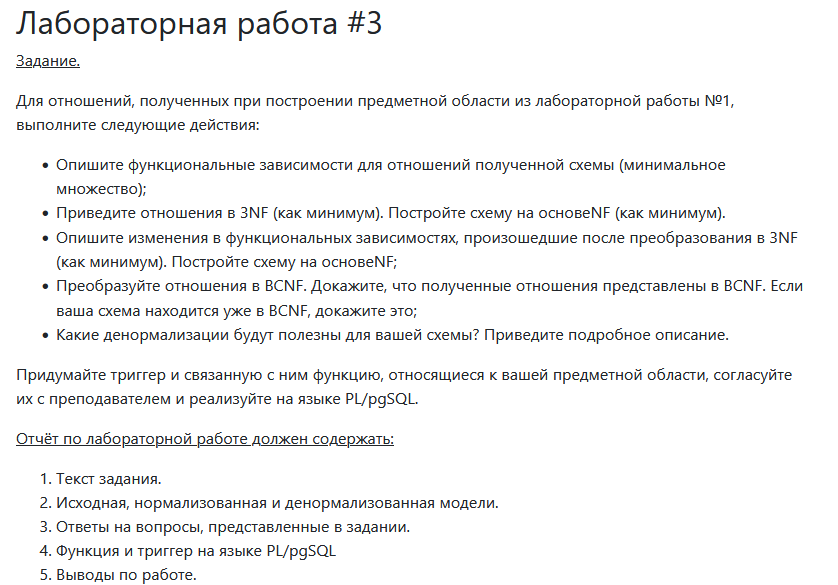 Лабораторная работа #3
Задание.
Для отношений, полученных при построении предметной области из лабораторной работы №1,
выполните следующие действия:
• Опишите функциональные зависимости для отношений полученной схемы (минимальное
множество);
• Приведите отношения в 3NF (как минимум). Постройте схему на основеNF (как минимум).
• Опишите изменения в функциональных зависимостях, произошедшие после преобразования в 3NF
(как минимум). Постройте схему на основеNF;
• Преобразуйте отношения в BCNF. Докажите, что полученные отношения представлены в BCNF. Если
ваша схема находится уже в BCNF, докажите это;
• Какие денормализации будут полезны для вашей схемы? Приведите подробное описание.
Придумайте триггер и связанную с ним функцию, относящиеся к вашей предметной области, согласуйте
их с преподавателем и реализуйте на языке PL/pgSQL.
Отчёт по лабораторной работе должен содержать:
1. Текст задания.
2. Исходная, нормализованная и денормализованная модели.
3. Ответы на вопросы, представленные в задании.
4. Функция и триггер на языке PL/pgSQL
5. Выводы по работе.